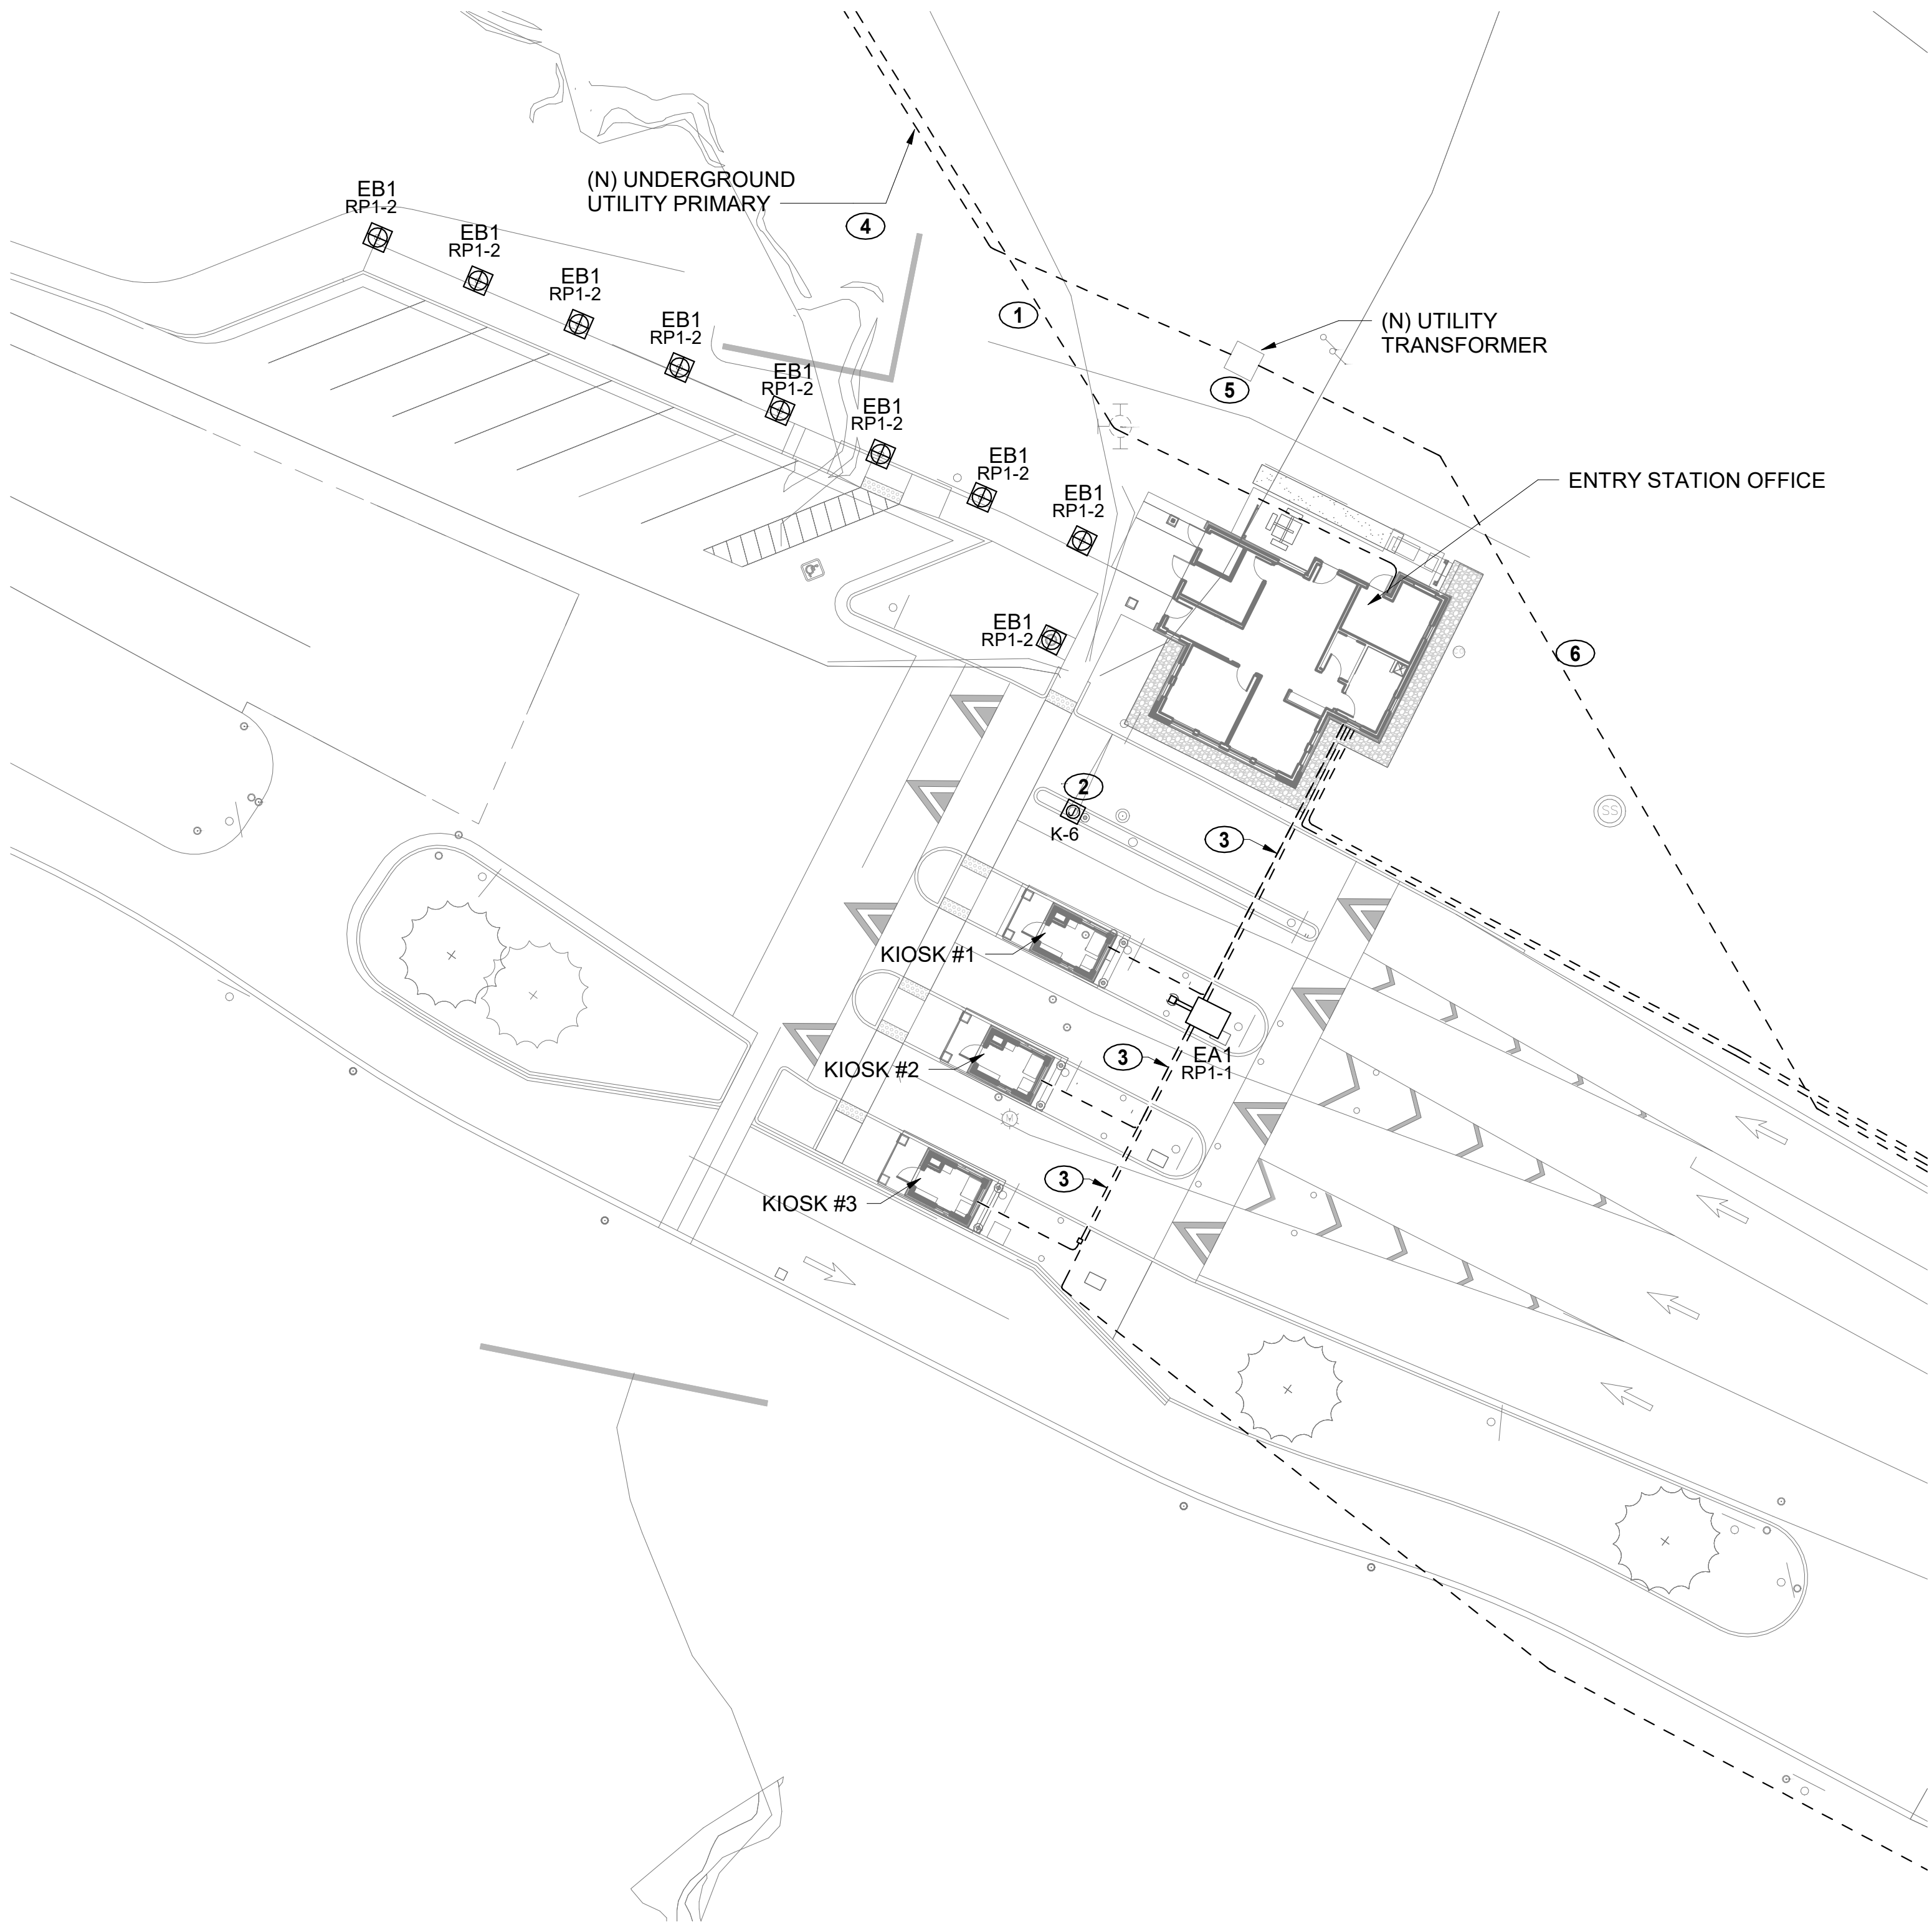 EB1
RP1-2
(N) UNDERGROUND
UTILITY PRIMARY
4
EB1
RP1-2
EB1
RP1-2
1
(N) UTILITY
TRANSFORMER
EB1
RP1-2
EB1
RP1-2
5
EB1
RP1-2
EB1
RP1-2
ENTRY STATION OFFICE
EB1
RP1-2
EB1
RP1-2
6
2
K-6
3
SS
KIOSK #1
3
EA1
RP1-1
KIOSK #2
3
KIOSK #3